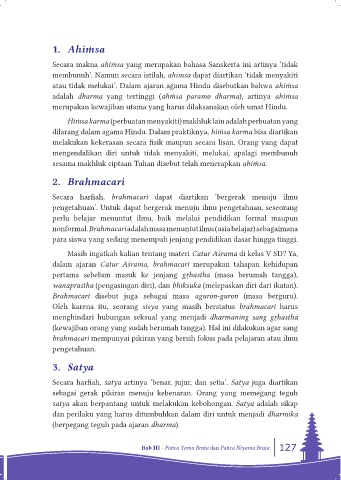 1. Ahiṁsa
Secara makna ahiṁsa yang merupakan bahasa Sanskerta ini artinya 'tidak
membunuh'. Namun secara istilah, ahimsa dapat diartikan 'tidak menyakiti
atau tidak melukai'. Dalam ajaran agama Hindu disebutkan bahwa ahiṁsa
adalah dharma yang tertinggi (ahiṁsa paramo dharma), artinya ahiṁsa
merupakan kewajiban utama yang harus dilaksanakan oleh umat Hindu.
Hiṁsa karma (perbuatan menyakiti) makhluk lain adalah perbuatan yang
dilarang dalam agama Hindu. Dalam praktiknya, hiṁsa karma bisa diartikan
melakukan kekerasan secara fisik maupun secara lisan. Orang yang dapat
mengendalikan diri untuk tidak menyakiti, melukai, apalagi membunuh
sesama makhluk ciptaan Tuhan disebut telah menerapkan ahiṁsa.
2. Brahmacari
Secara harfiah, brahmacari dapat diartikan 'bergerak menuju ilmu
pengetahuan'. Untuk dapat bergerak menuju ilmu pengetahuan, seseorang
perlu belajar menuntut ilmu, baik melalui pendidikan formal maupun
nonformal. Brahmacari adalah masa menuntut ilmu (usia belajar) sebagaimana
para siswa yang sedang menempuh jenjang pendidikan dasar hingga tinggi.
Masih ingatkah kalian tentang materi Catur Aśrama di kelas V SD? Ya,
dalam ajaran Catur Aśrama, brahmacari merupakan tahapan kehidupan
pertama sebelum masuk ke jenjang gṛhastha (masa berumah tangga),
wanaprastha (pengasingan diri), dan bhiksuka (melepaskan diri dari ikatan).
Brahmacari disebut juga sebagai masa aguron-guron (masa berguru).
Oleh karena itu, seorang sisya yang masih berstatus brahmacari harus
menghindari hubungan seksual yang menjadi dharmaning sang gṛhastha
(kewajiban orang yang sudah berumah tangga). Hal ini dilakukan agar sang
brahmacari mempunyai pikiran yang bersih fokus pada pelajaran atau ilmu
pengetahuan.
3. Satya
Secara harfiah, satya artinya 'benar, jujur, dan setia'. Satya juga diartikan
sebagai gerak pikiran menuju kebenaran. Orang yang memegang teguh
satya akan berpantang untuk melakukan kebohongan. Satya adalah sikap
dan perilaku yang harus ditumbuhkan dalam diri untuk menjadi dharmika
(berpegang teguh pada ajaran dharma).
Bab III - Panca Yama Brata dan Panca Niyama Brata 127